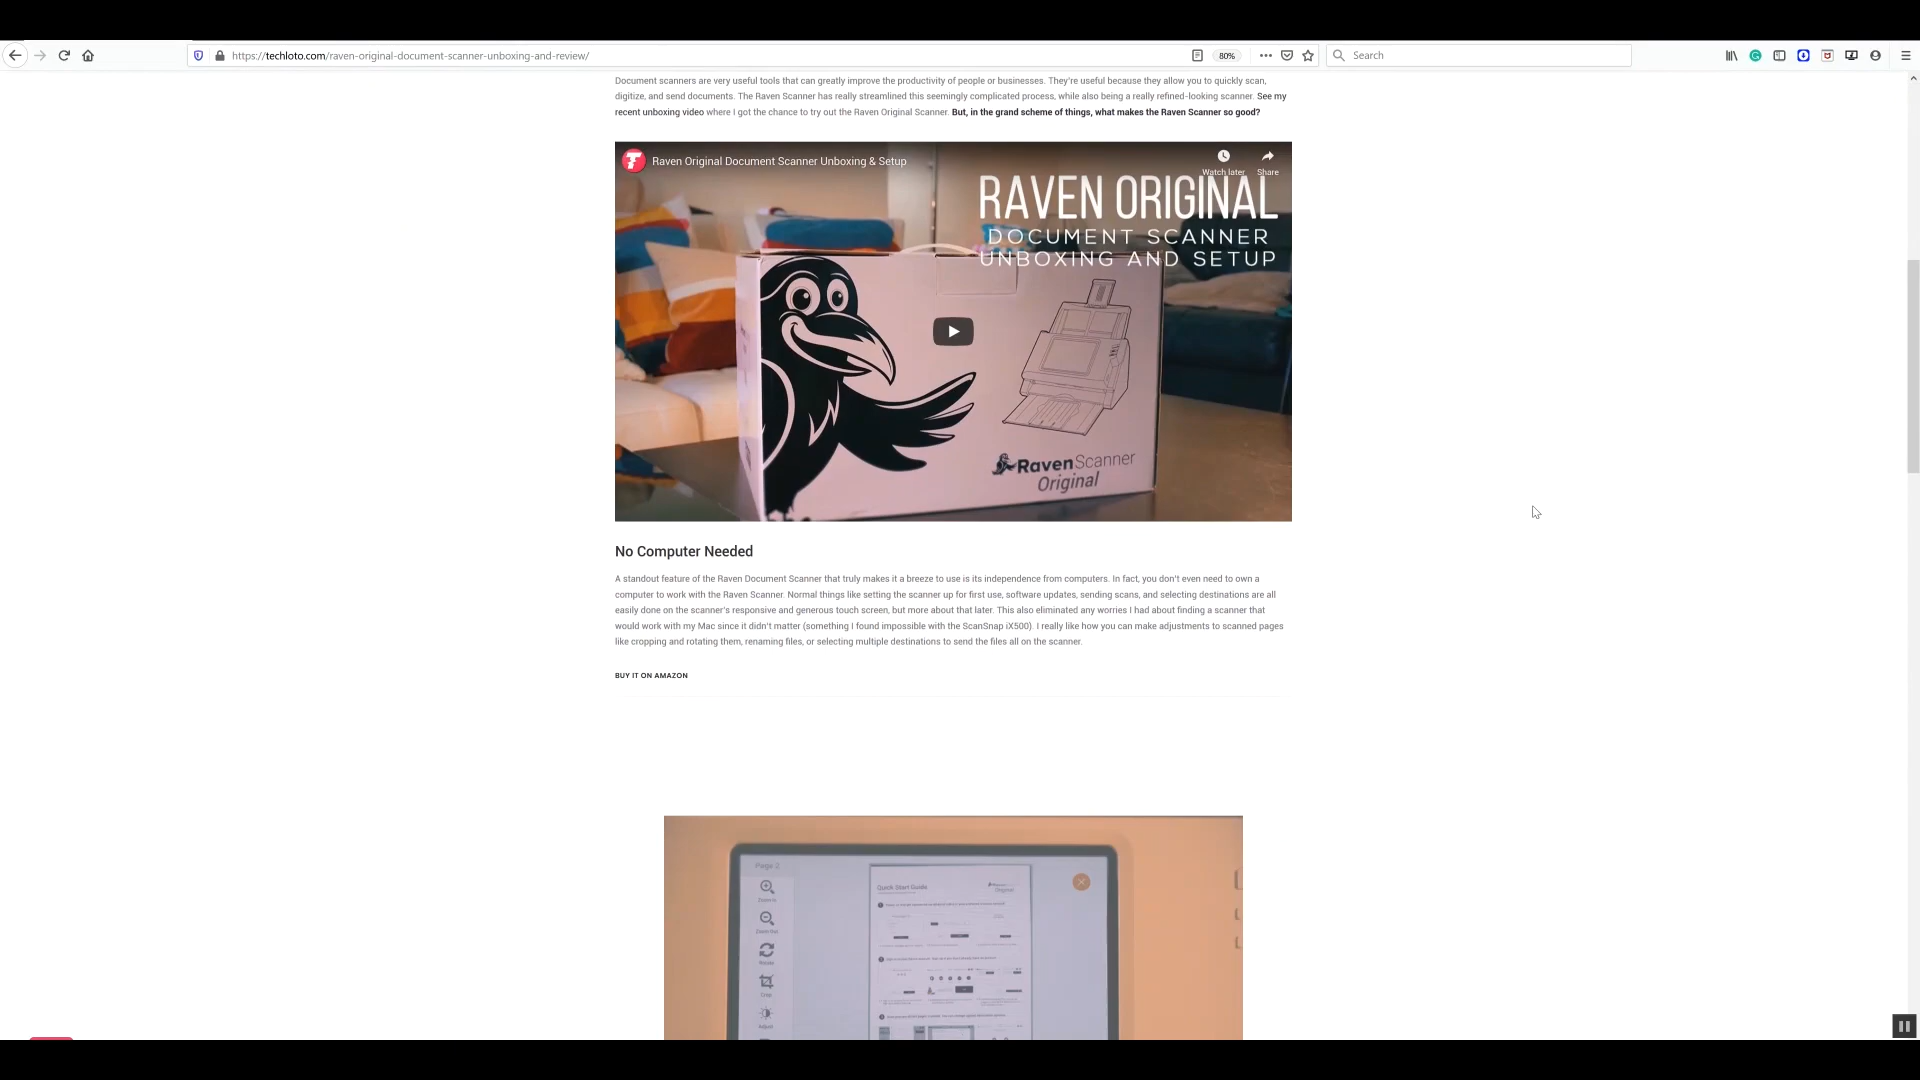 https://techloto.com/raven-original-document-scanner-unboxing-and-review/
80%
Search
Document scanners are very useful tools that can greatly improve the productivity of people or businesses. They're useful because they allow you to quickly scan,
digitize, and send documents. The Raven Scanner has really streamlined this seemingly complicated process, while also being a really refined-looking scanner. See my
recent unboxing video where I got the chance to try out the Raven Original Scanner. But, in the grand scheme of things, what makes the Raven Scanner so good?
Raven Original Document Scanner Unboxing & Setup
Watch later
Share
RAVEN ORIGINAL
DOCUMENT SCANNER
UNBOXING AND SETUP
RavenScanner
Original
No Computer Needed
A standout feature of the Raven Document Scanner that truly makes it a breeze to use is its independence from computers. In fact, you don't even need to own a
computer to work with the Raven Scanner. Normal things like setting the scanner up for first use, software updates, sending scans, and selecting destinations are all
easily done on the scanner's responsive and generous touch screen, but more about that later. This also eliminated any worries I had about finding a scanner that
would work with my Mac since it didn't matter (something I found impossible with the ScanSnap iX500). I really like how you can make adjustments to scanned pages
like cropping and rotating them, renaming files, or selecting multiple destinations to send the files all on the scanner.
BUY IT ON AMAZON
Page 2
Quick Start Guide
Zoom In
Zoom Out
Rotate
Crop
Adjust